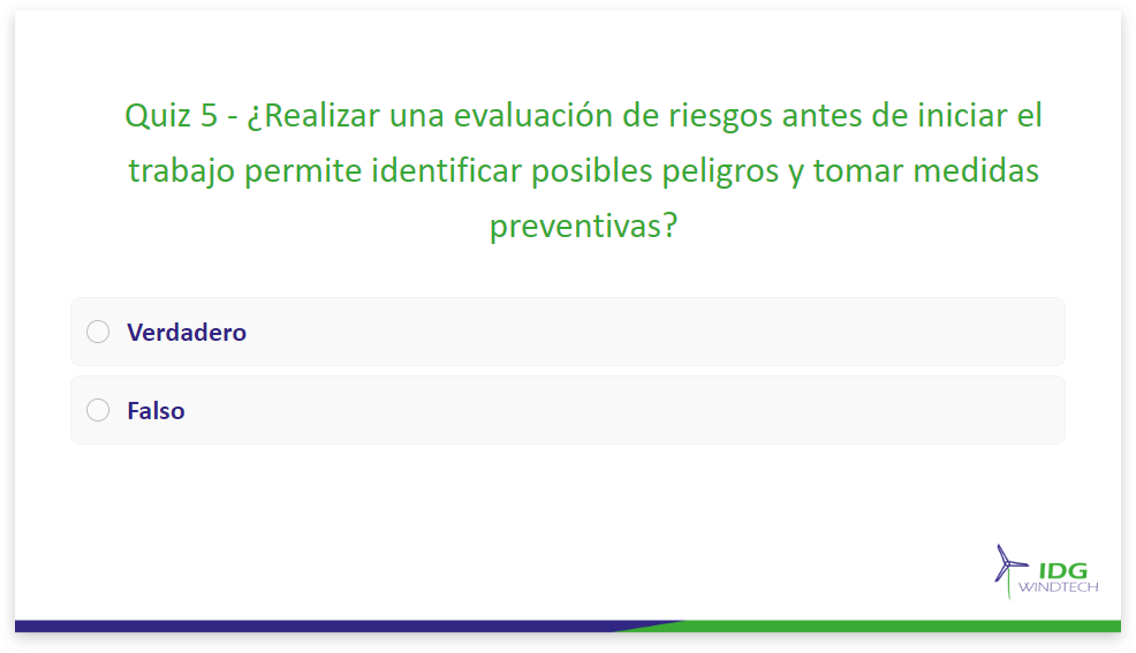 Quiz 5 - ¿Realizar una evaluación de riesgos antes de iniciar el
trabajo permite identificar posibles peligros y tomar medidas
preventivas?
Verdadero
Falso
IDG
WINDTECH